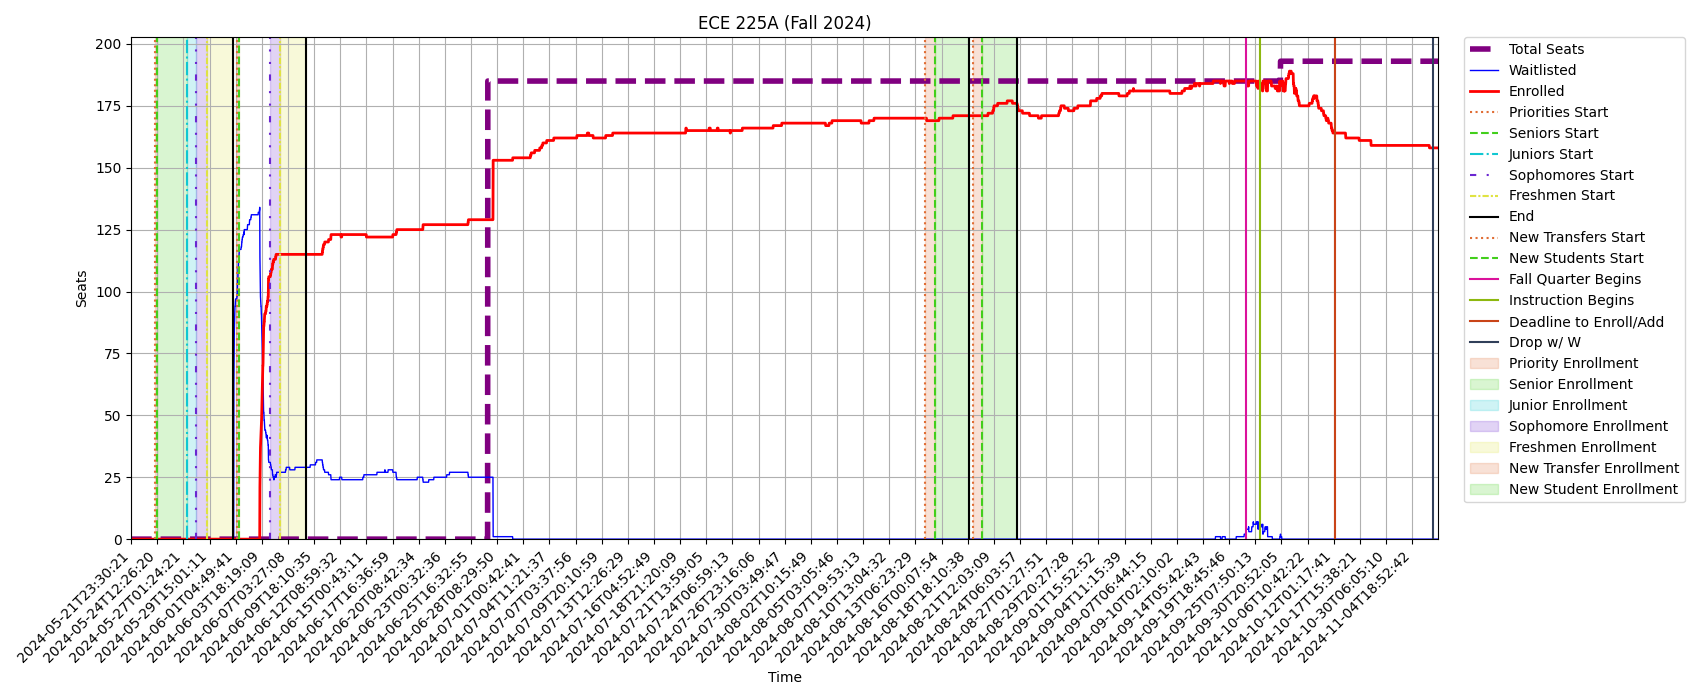 ECE 225A (Fall 2024)
200
175
150
125
100
75
50
25
0
Seats
2024-05-21T23:30:21
2024-05-24T12:26:20
2024-05-27T01:24:21
2024-05-29T15:01:11
2024-06-01T04:49:41
2024-06-03T18:19:09
2024-06-07T03:27:08
2024-06-09T18:10:35
2024-06-12T08:59:32
2024-06-15T00:43:11
2024-06-17T16:36:59
2024-06-20T08:42:34
2024-06-23T00:32:36
2024-06-25T16:32:55
2024-06-28T08:29:50
2024-07-01T00:42:41
2024-07-04T11:21:37
2024-07-07T03:37:56
2024-07-09T20:10:59
2024-07-13T12:26:29
2024-07-16T04:52:49
2024-07-18T21:20:09
2024-07-21T13:59:05
2024-07-24T06:59:13
2024-07-26T23:16:06
2024-07-30T03:49:47
2024-08-02T10:15:49
2024-08-05T03:05:46
2024-08-07T19:53:13
2024-08-10T13:04:32
2024-08-13T06:23:29
2024-08-16T00:07:54
2024-08-18T18:10:38
2024-08-21T12:03:09
2024-08-24T06:03:57
2024-08-27T01:27:51
2024-08-29T20:27:28
2024-09-01T15:52:52
2024-09-04T11:15:39
2024-09-07T06:44:15
2024-09-10T02:10:02
2024-09-14T05:42:43
2024-09-19T18:45:46
2024-09-25T07:50:13
2024-09-30T20:52:05
2024-10-06T10:42:22
2024-10-12T01:17:41
2024-10-17T15:38:21
2024-10-30T06:05:10
2024-11-04T18:52:42
Time
Total Seats
Waitlisted
Enrolled
Priorities Start
Seniors Start
Juniors Start
Sophomores Start
Freshmen Start
End
New Transfers Start
New Students Start
Fall Quarter Begins
Instruction Begins
Deadline to Enroll/Add
Drop w/ W
Priority Enrollment
Senior Enrollment
Junior Enrollment
Sophomore Enrollment
Freshmen Enrollment
New Transfer Enrollment
New Student Enrollment